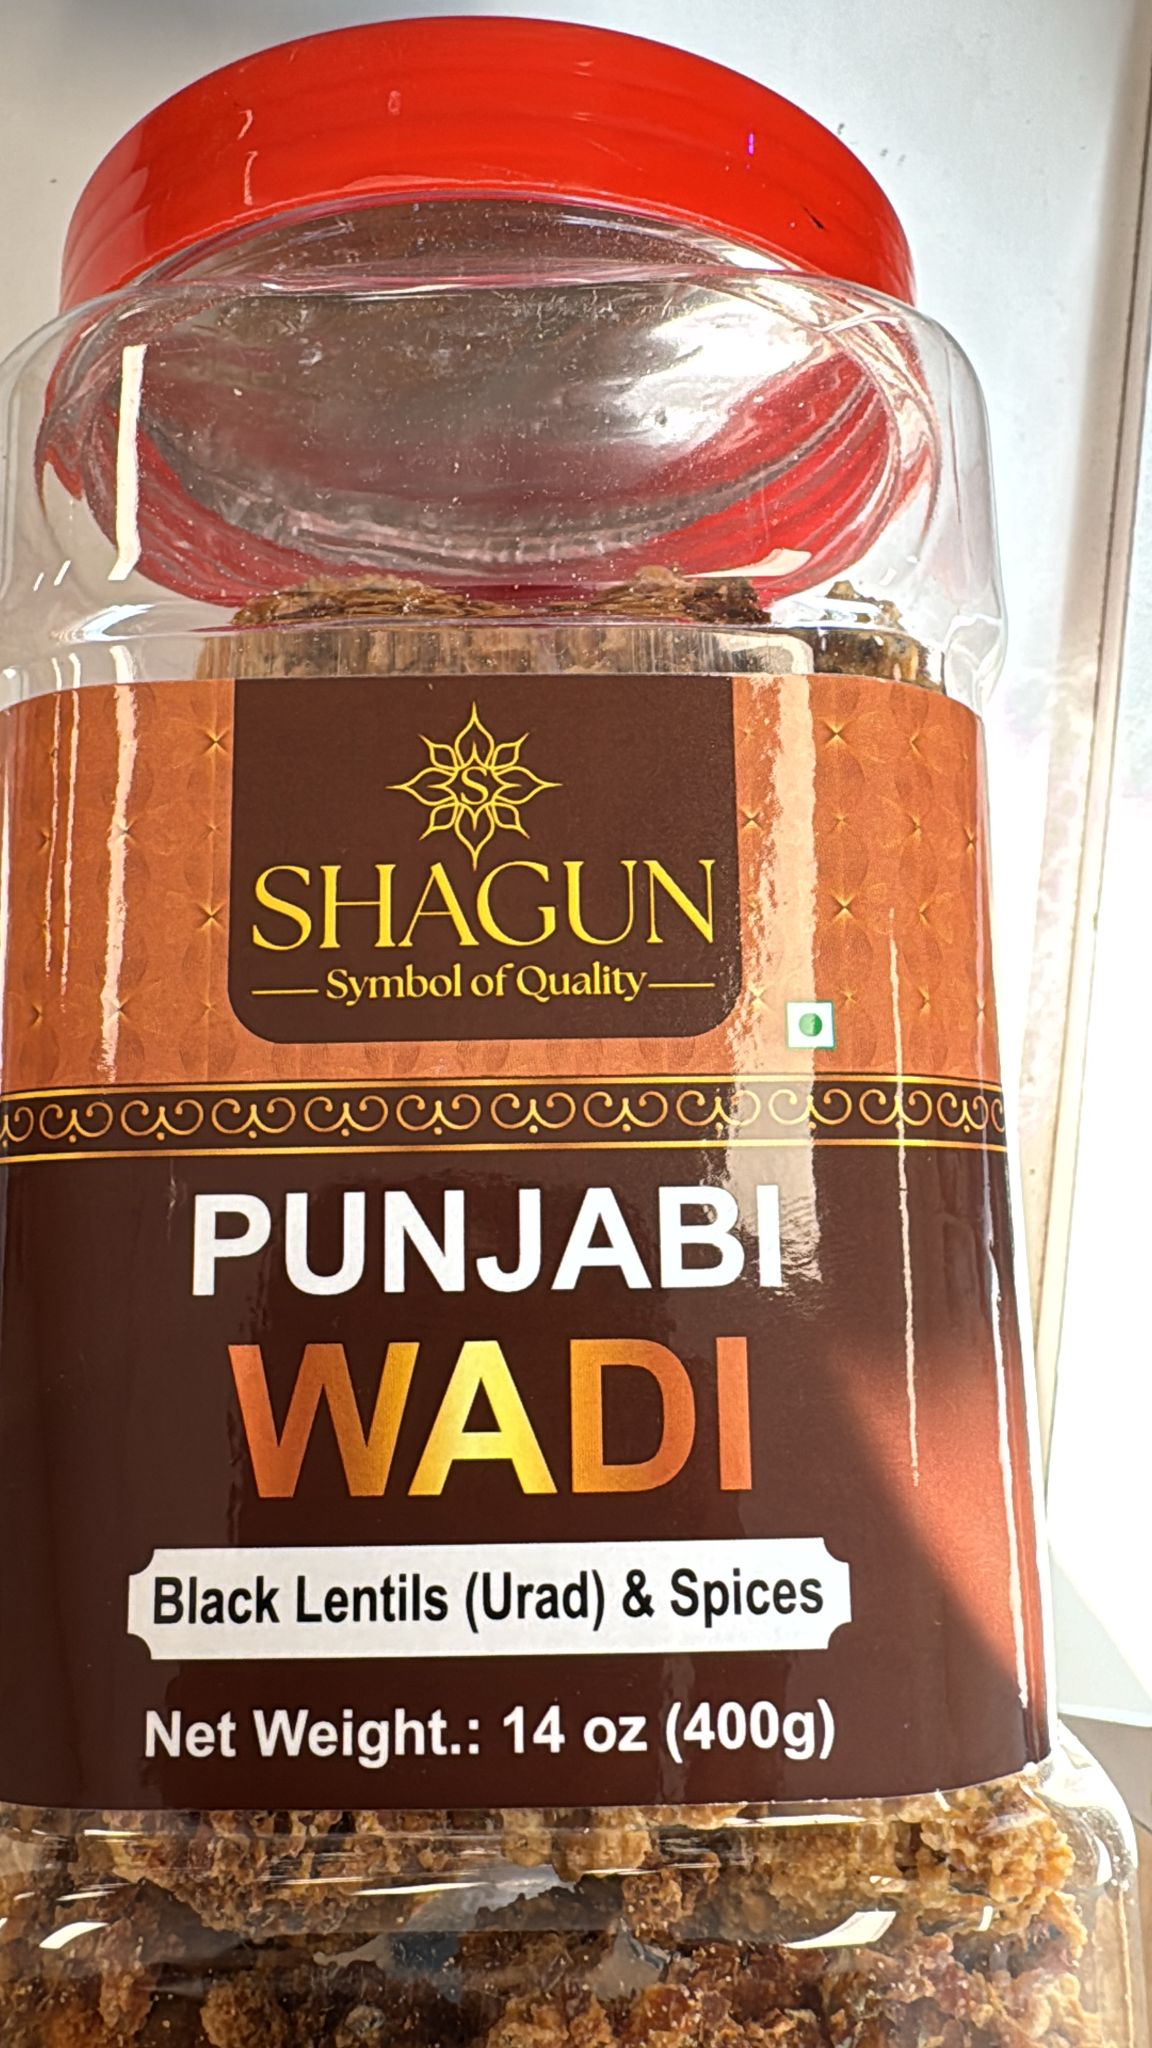 S
SHAGUN
Symbol of Quality
PUNJABI
WADI
Black Lentils (Urad) & Spices
Net Weight.: 14 oz (400g)